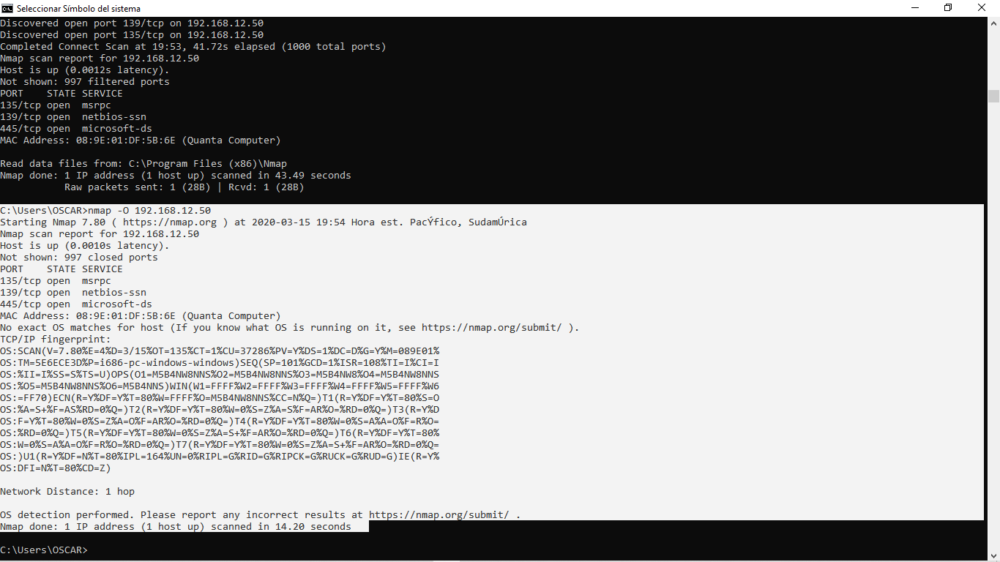 Seleccionar Símbolo del sistema
Discovered open port 139/tcp on 192.168.12.50
Discovered open port 135/tcp on 192.168.12.50
Completed Connect Scan at 19:53, 41.72s elapsed (1000 total ports)
Nmap scan report for 192.168.12.50
Host is up (0.0012s latency).
Not shown: 997 filtered ports
PORT    STATE SERVICE
135/tcp open  msrpc
139/tcp open  netbios-ssn
445/tcp open  microsoft-ds
MAC Address: 08:9E:01:DF:5B:6E (Quanta Computer)
Read data files from: C:\Program Files (x86)\Nmap
Nmap done: 1 IP address (1 host up) scanned in 43.49 seconds
           Raw packets sent: 1 (28B) | Rcvd: 1 (28B)
C:\Users\OSCAR>nmap -O 192.168.12.50
Starting Nmap 7.80 ( https://nmap.org ) at 2020-03-15 19:54 Hora est. PacÝfico, SudamÚrica
Nmap scan report for 192.168.12.50
Host is up (0.0010s latency).
Not shown: 997 closed ports
PORT    STATE SERVICE
135/tcp open  msrpc
139/tcp open  netbios-ssn
445/tcp open  microsoft-ds
MAC Address: 08:9E:01:DF:5B:6E (Quanta Computer)
No exact OS matches for host (If you know what OS is running on it, see https://nmap.org/submit/ ).
TCP/IP fingerprint:
OS:SCAN(V=7.80%E=4%D=3/15%OT=135%CT=1%CU=37286%PV=Y%DS=1%DC=D%G=Y%M=089E01%
OS:TM=5E6ECE3D%P=i686-pc-windows-windows)SEQ(SP=101%GCD=1%ISR=108%TI=I%CI=I
OS:%II=I%SS=S%TS=U)OPS(O1=M5B4NW8NNS%O2=M5B4NW8NNS%O3=M5B4NW8%O4=M5B4NW8NNS
OS:%O5=M5B4NW8NNS%O6=M5B4NNS)WIN(W1=FFFF%W2=FFFF%W3=FFFF%W4=FFFF%W5=FFFF%W6
OS:=FF70)ECN(R=Y%DF=Y%T=80%W=FFFF%O=M5B4NW8NNS%CC=N%Q=)T1(R=Y%DF=Y%T=80%S=O
OS:%A=S+%F=AS%RD=0%Q=)T2(R=Y%DF=Y%T=80%W=0%S=Z%A=S%F=AR%O=%RD=0%Q=)T3(R=Y%D
OS:F=Y%T=80%W=0%S=Z%A=O%F=AR%O=%RD=0%Q=)T4(R=Y%DF=Y%T=80%W=0%S=A%A=O%F=R%O=
OS:%RD=0%Q=)T5(R=Y%DF=Y%T=80%W=0%S=Z%A=S+%F=AR%O=%RD=0%Q=)T6(R=Y%DF=Y%T=80%
OS:W=0%S=A%A=O%F=R%O=%RD=0%Q=)T7(R=Y%DF=Y%T=80%W=0%S=Z%A=S+%F=AR%O=%RD=0%Q=
OS:)U1(R=Y%DF=N%T=80%IPL=164%UN=0%RIPL=G%RID=G%RIPCK=G%RUCK=G%RUD=G)IE(R=Y%
OS:DFI=N%T=80%CD=Z)
Network Distance: 1 hop
OS detection performed. Please report any incorrect results at https://nmap.org/submit/ .
Nmap done: 1 IP address (1 host up) scanned in 14.20 seconds
C:\Users\OSCAR>